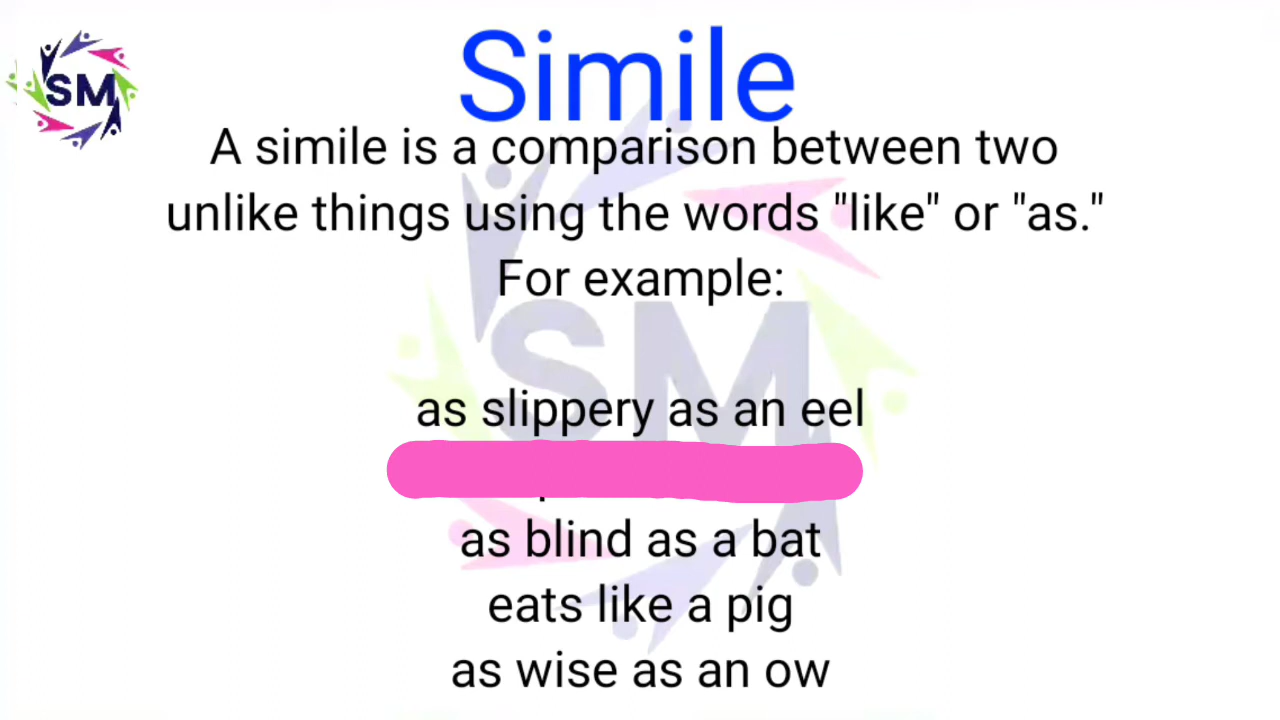 SM
Simile
A simile is a comparison between two
unlike things using the words "like" or "as."
For example:
SM
as slippery as an eel
as blind as a bat
eats like a pig
as wise as an ow